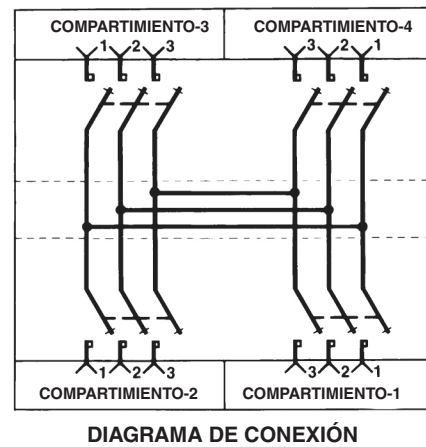 COMPARTIMIENTO-3 COMPARTIMIENTO-4
1 2 3 3 2 1
1 2 3 3 2 1
COMPARTIMIENTO-2 COMPARTIMIENTO-1
DIAGRAMA DE CONEXIÓN